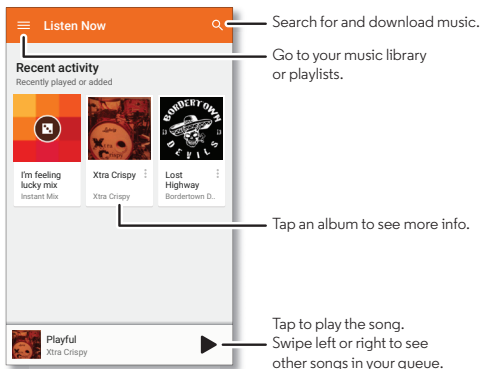 Listen Now
Search for and download music.
Go to your music library
or playlists.
Recent activity
Recently played or added
BORDERTOWN
DEVILS
I'm feeling
lucky mix
Instant Mix
Xtra Crispy
Xtra Crispy
Lost
Highway
Bordertown D..
Tap an album to see more info.
Playful
Xtra Crispy
Tap to play the song.
Swipe left or right to see
other songs in your queue.